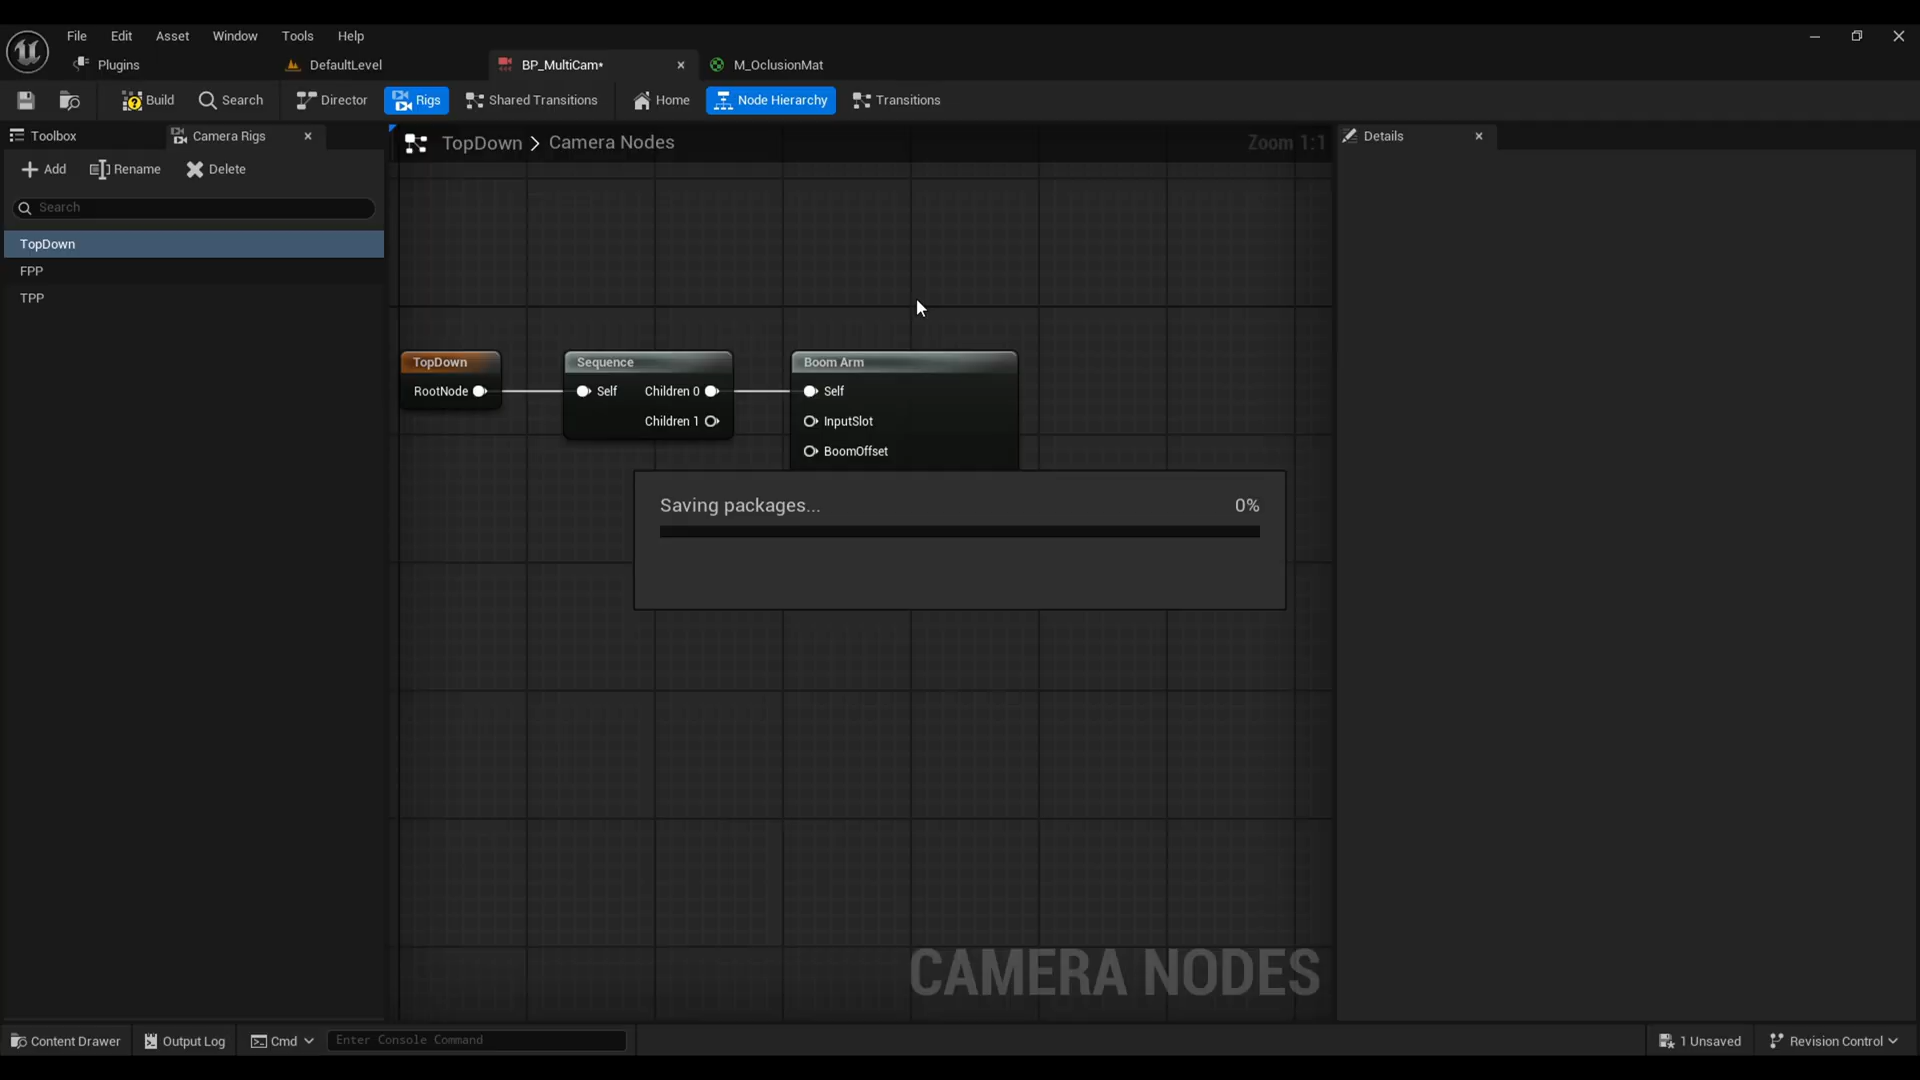 File Edit Asset Window Tools Help
Plugins DefaultLevel BP_MultiCam* M_OclusionMat
Build Search Director Rigs Shared Transitions Home Node Hierarchy Transitions
Toolbox Camera Rigs
Add Rename Delete
Search
TopDown
FPP
TPP
TopDown > Camera Nodes
Zoom 1:1
Details
TopDown
RootNode
Sequence
Self Children 0
Children 1
Boom Arm
Self
InputSlot
BoomOffset
Saving packages... 0%
CAMERA NODES
Content Drawer Output Log Cmd Enter Console Command 1 Unsaved Revision Control